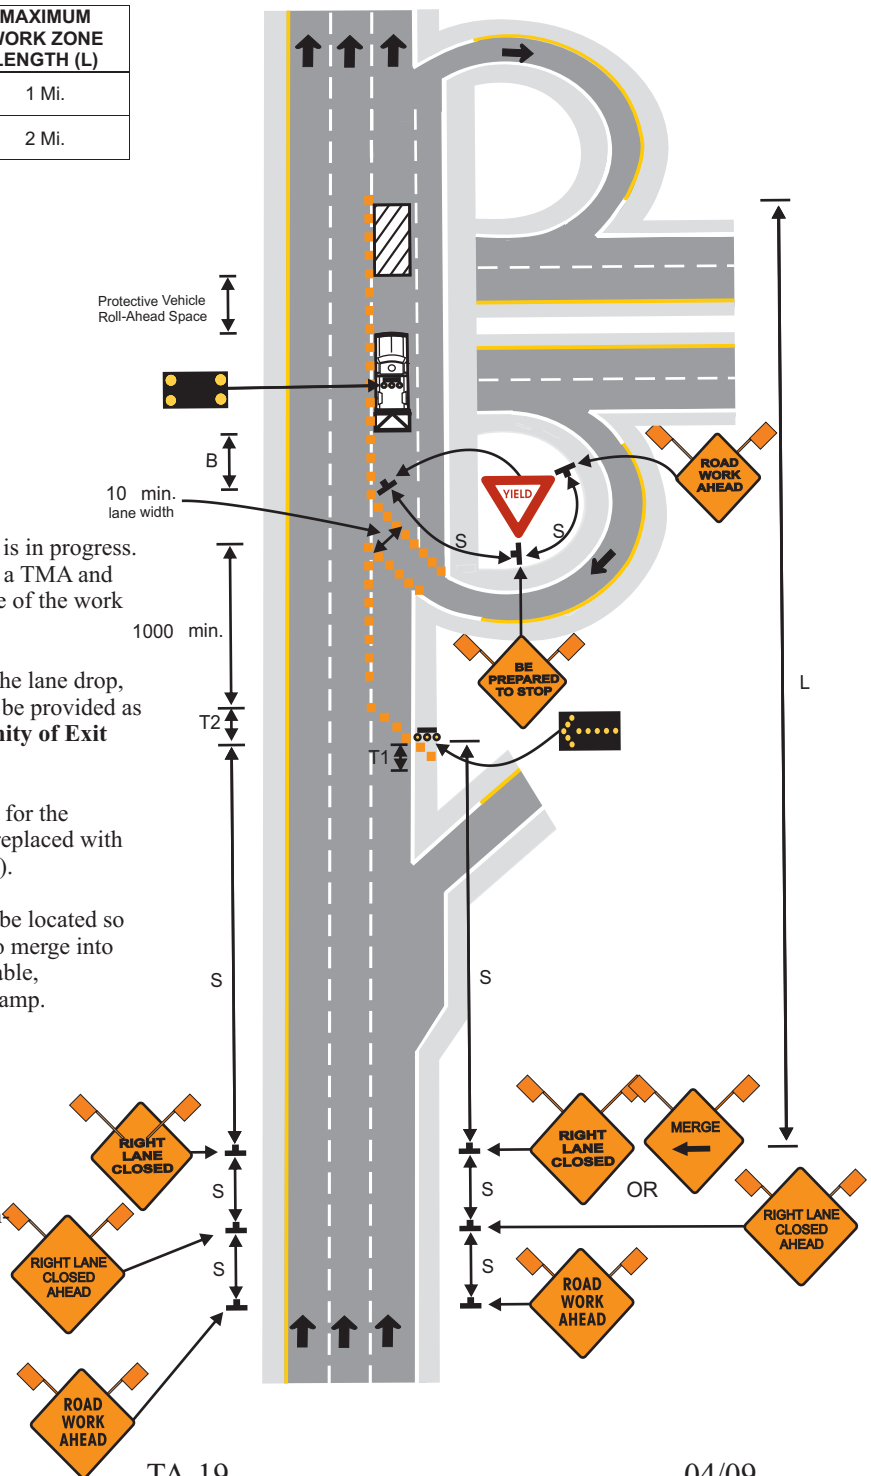 MAXIMUM
WORK ZONE
LENGTH (L)
1 Mi.
2 Mi.
Protective Vehicle
Roll-Ahead Space
B
10 min.
lane width
is in progress.
a TMA and
e of the work
1000 min.
he lane drop,
be provided as
nity of Exit
T2
T1
for the
replaced with
).
be located so
o merge into
able,
amp.
YIELD
S
S
ROAD
WORK
AHEAD
BE
PREPARED
TO STOP
L
S
S
RIGHT
LANE
CLOSED
S
n-
RIGHT LANE
CLOSED
AHEAD
S
ROAD
WORK
AHEAD
RIGHT
LANE
CLOSED
MERGE
OR
S
RIGHT LANE
CLOSED
AHEAD
S
ROAD
WORK
AHEAD
TA-19
04/09